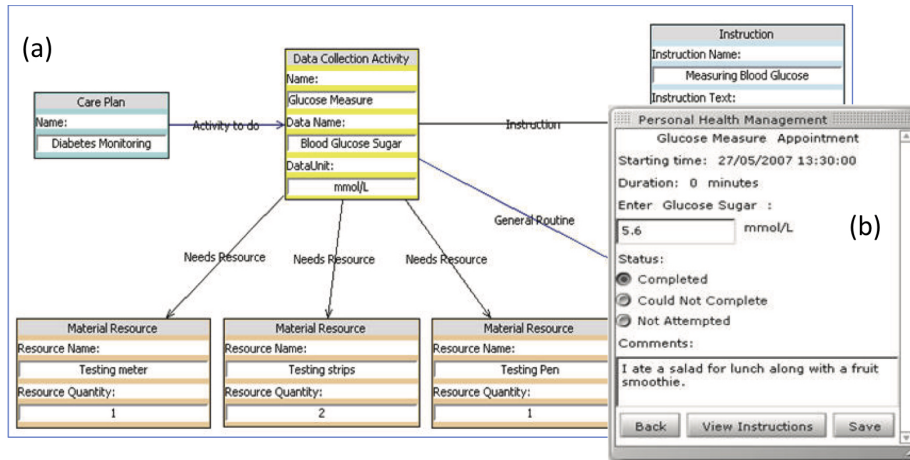 (a)
Care Plan
Name:
Diabetes Monitoring
Activity to do
Data Collection Activity
Name:
Glucose Measure
Data Name:
Blood Glucose Sugar
DataUnit:
mmol/L
Instruction
Instruction
Instruction Name:
Measuring Blood Glucose
Instruction Text:
General Routine
Needs Resource
Needs Resource
Needs Resource
Material Resource
Resource Name:
Testing meter
Resource Quantity:
1
Material Resource
Resource Name:
Testing strips
Resource Quantity:
2
Material Resource
Resource Name:
Testing Pen
Resource Quantity:
1
(b)
Personal Health Management
Glucose Measure Appointment
Starting time: 27/05/2007 13:30:00
Duration: 0 minutes
Enter Glucose Sugar :
5.6 mmol/L
Status:
Completed
Could Not Complete
Not Attempted
Comments:
I ate a salad for lunch along with a fruit
smoothie.
Back View Instructions Save